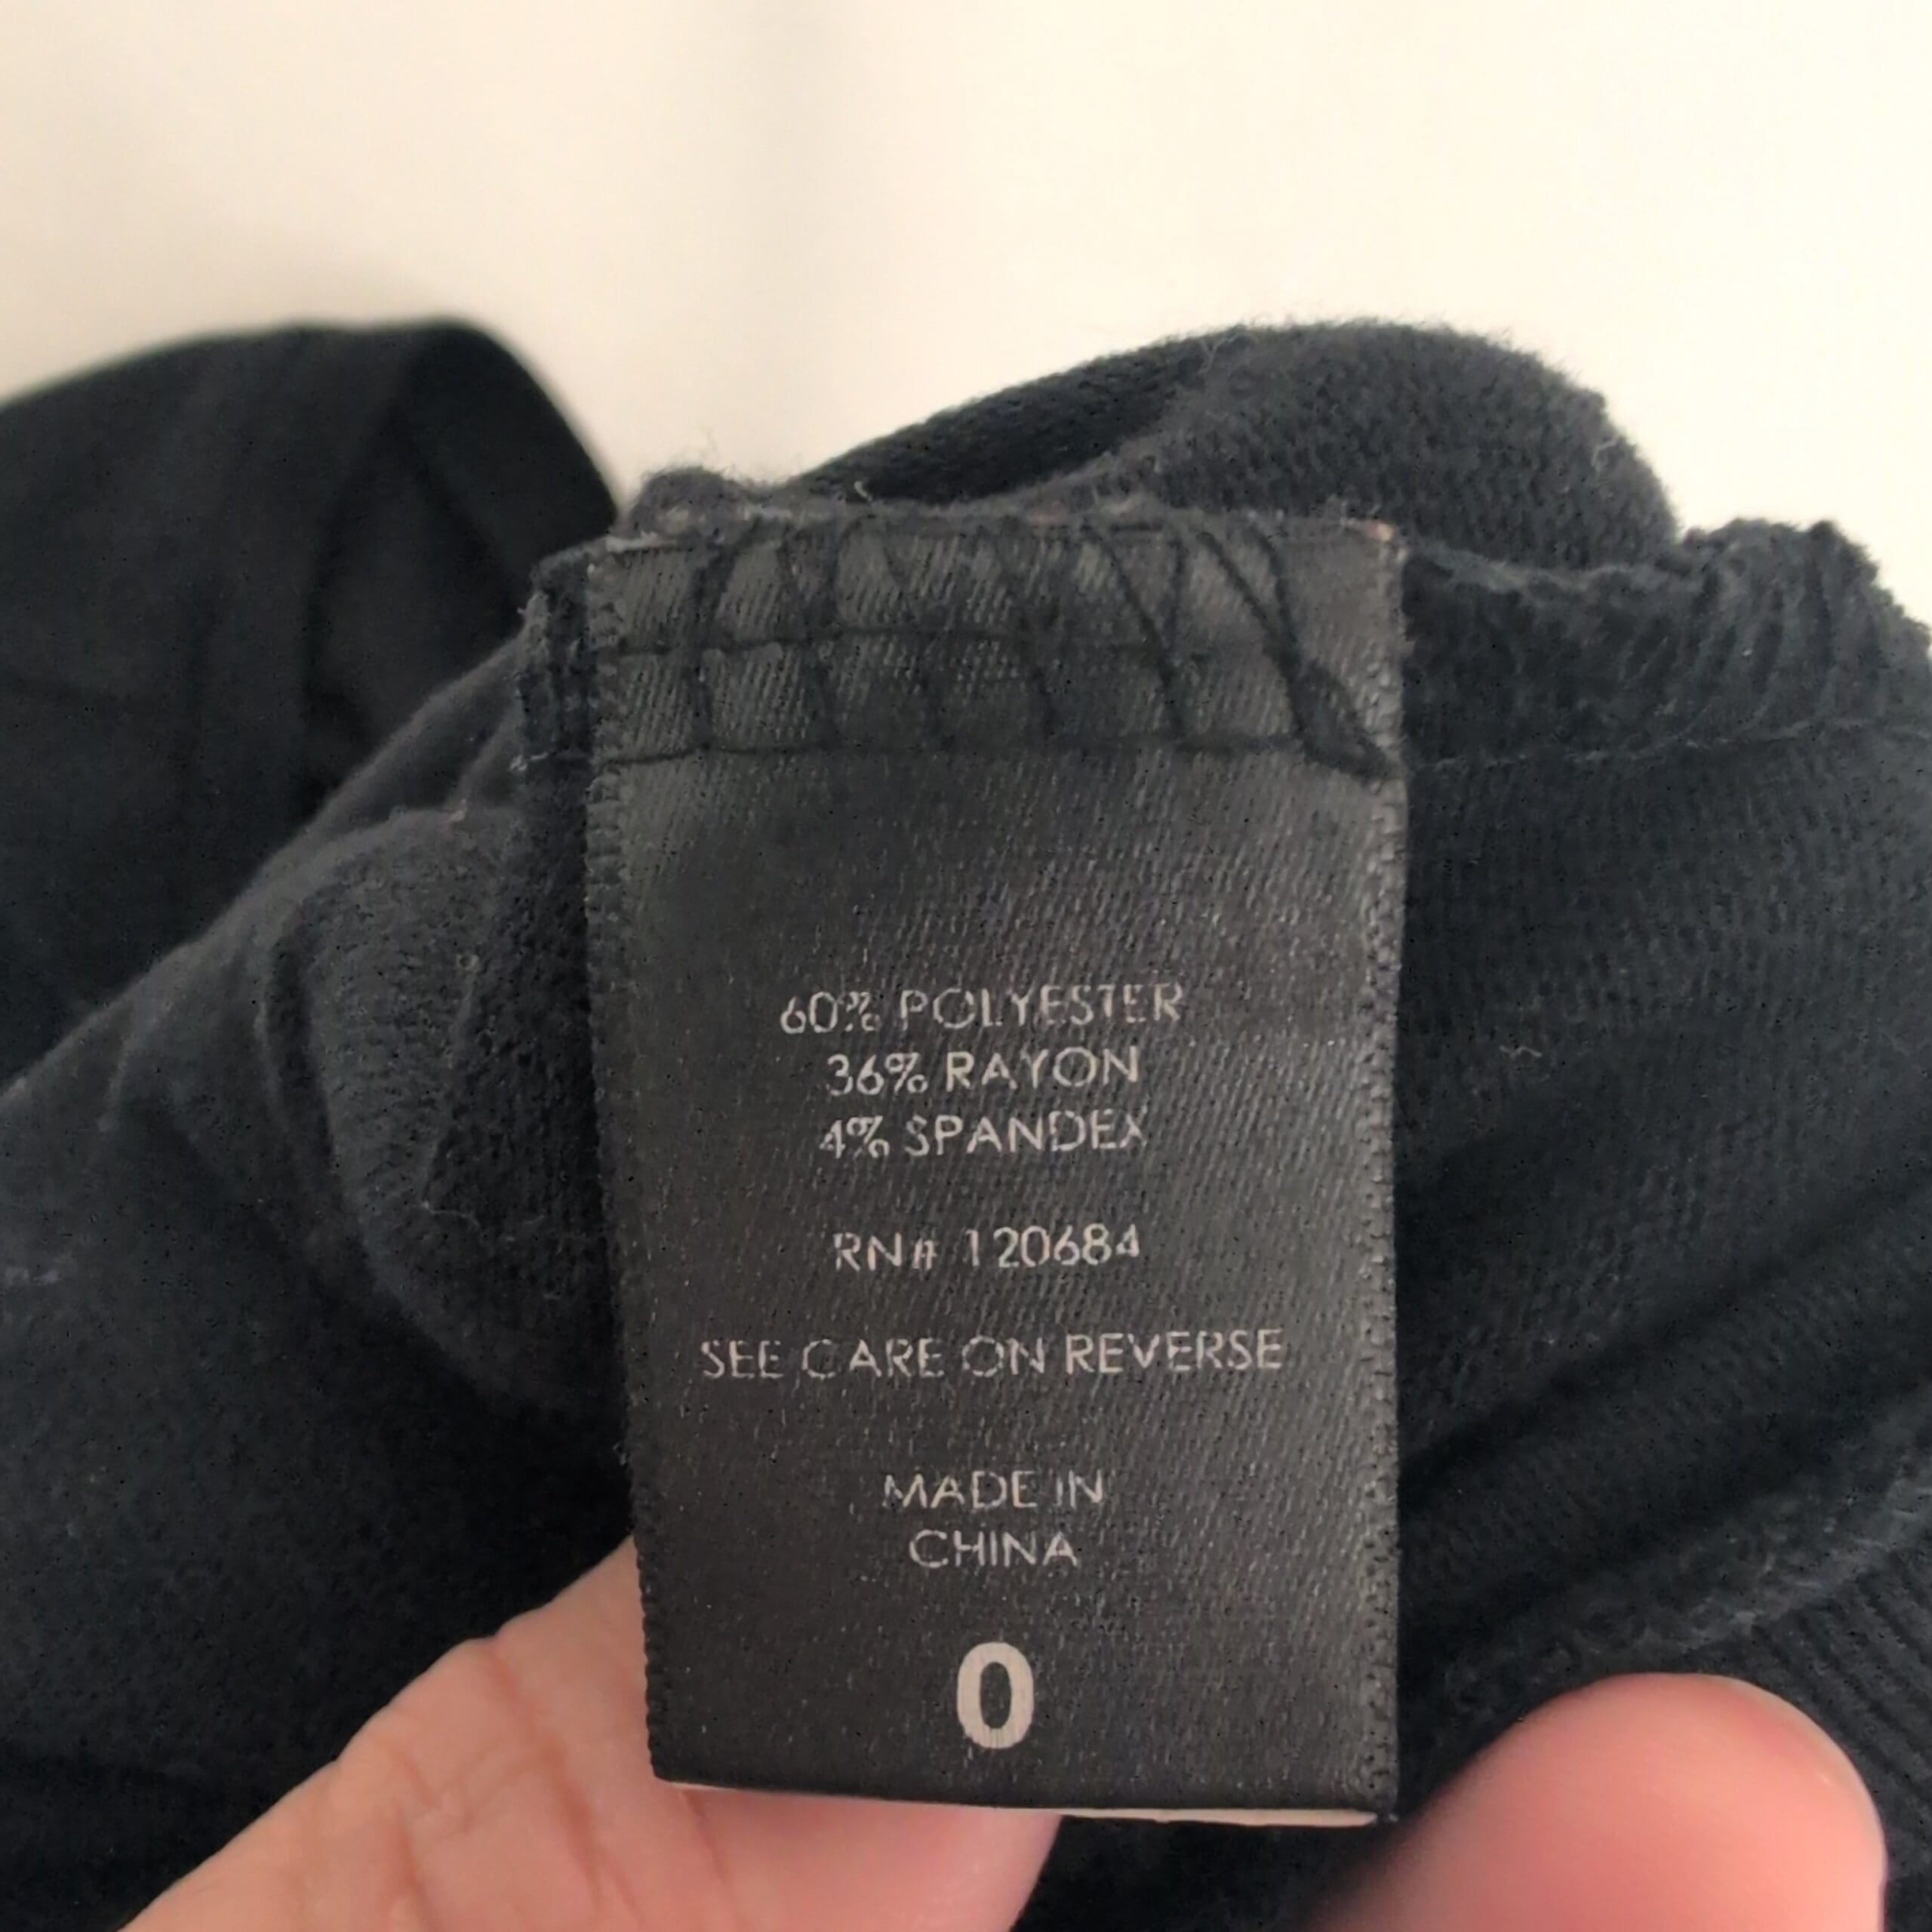 60% POLYESTER
36% RAYON
4% SPANDEX
RN# 120684
SEE CARE ON REVERSE
MADE IN
CHINA
0